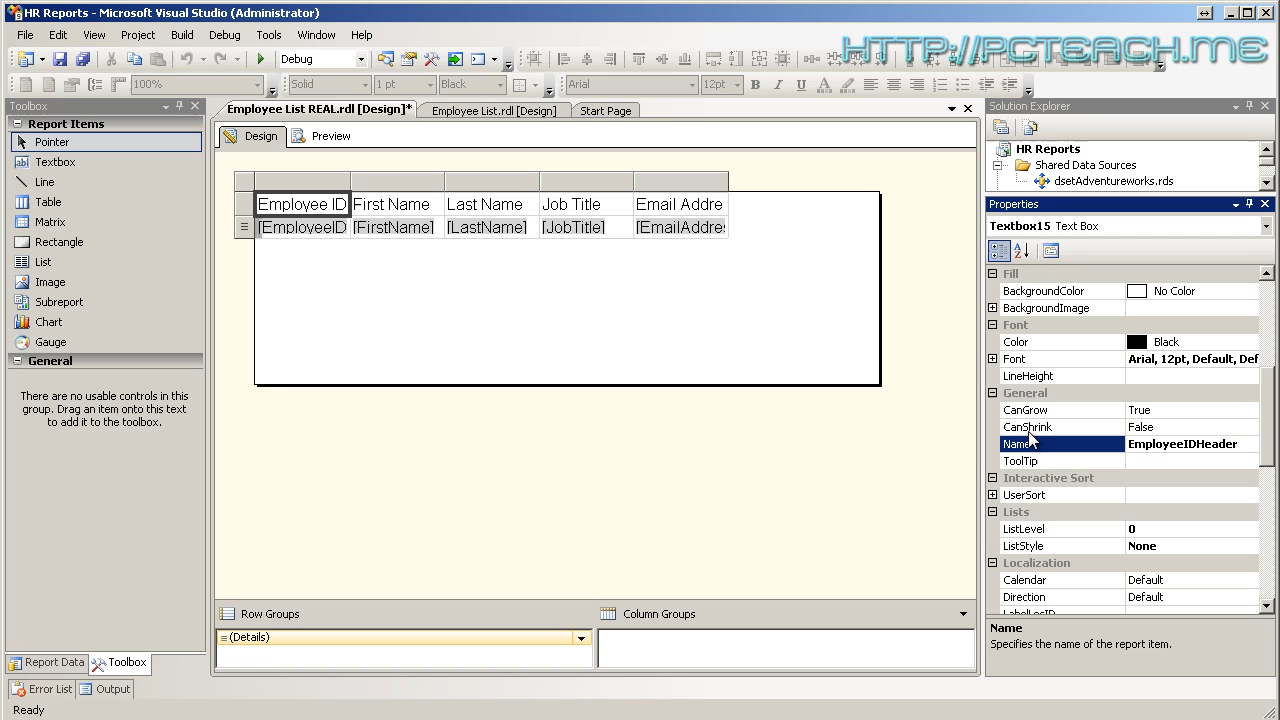 HR Reports - Microsoft Visual Studio (Administrator)
File Edit View Project Build Debug Tools Window Help
HTTP://PCTEACH.ME
Debug
100% Solid 1 pt Black Arial 12pt B I U A
Toolbox
Report Items
Pointer
Textbox
Line
Table
Matrix
Rectangle
List
Image
Subreport
Chart
Gauge
General
There are no usable controls in this
group. Drag an item onto this text
to add it to the toolbox.
Report Data Toolbox
Error List Output
Ready
Employee List REAL.rdl [Design]* Employee List.rdl [Design] Start Page
Design Preview
Employee ID First Name Last Name Job Title Email Addre
[EmployeeID [FirstName] [LastName] [JobTitle] [EmailAddres
Row Groups Column Groups
(Details)
Solution Explorer
HR Reports
Shared Data Sources
dsetAdventureworks.rds
Properties
Textbox15 Text Box
Fill
BackgroundColor No Color
BackgroundImage
Font
Color Black
Font Arial, 12pt, Default, Def
LineHeight
General
CanGrow True
CanShrink False
Name EmployeeIDHeader
ToolTip
Interactive Sort
UserSort
Lists
ListLevel 0
ListStyle None
Localization
Calendar Default
Direction Default
Name
Specifies the name of the report item.